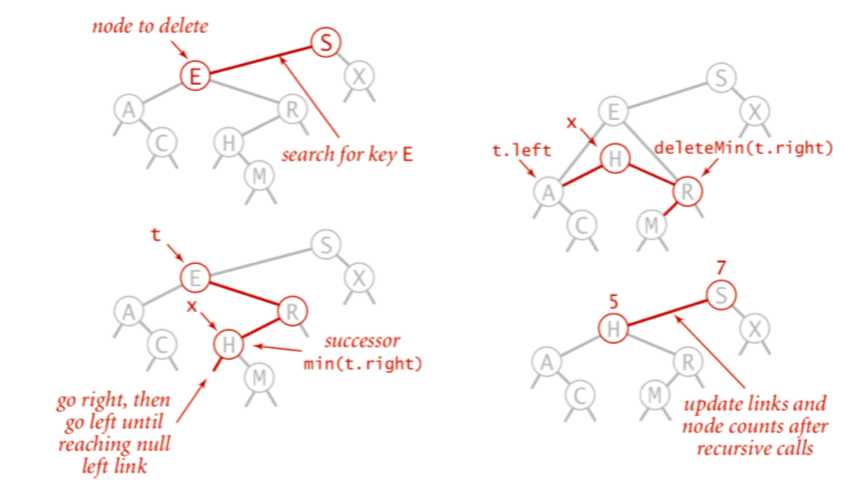 node to delete
S
E
X
A
R
C
H
M
search for key E
t
S
E
X
x
A
R
C
H
M
successor
min(t.right)
go right, then
go left until
reaching null
left link
S
E
X
x
t.left
H
deleteMin(t.right)
A
R
C
M
7
5
S
H
X
A
R
C
M
update links and
node counts after
recursive calls